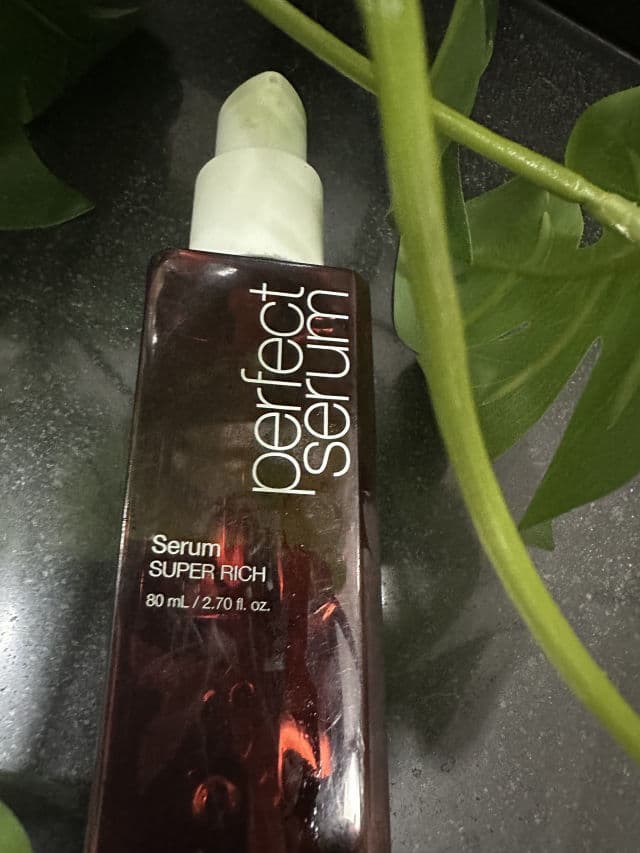 perfect
serum
Serum
SUPER RICH
80 mL / 2.70 fl. oz.